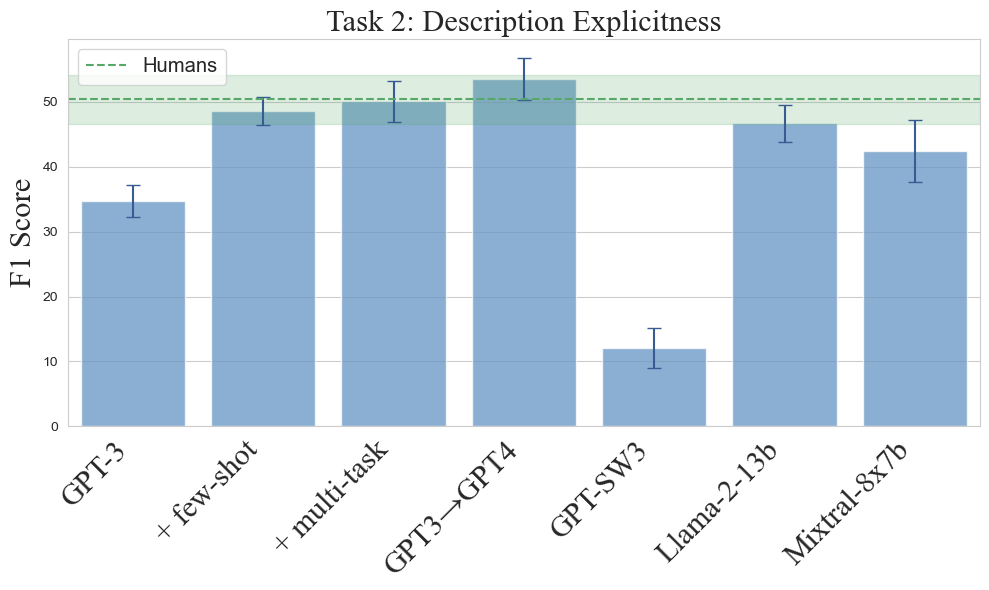 Task 2: Description Explicitness
Humans
F1 Score
50
40
30
20
10
0
GPT-3
+ few-shot
+ multi-task
GPT3→GPT4
GPT-SW3
Llama-2-13b
Mixtral-8x7b